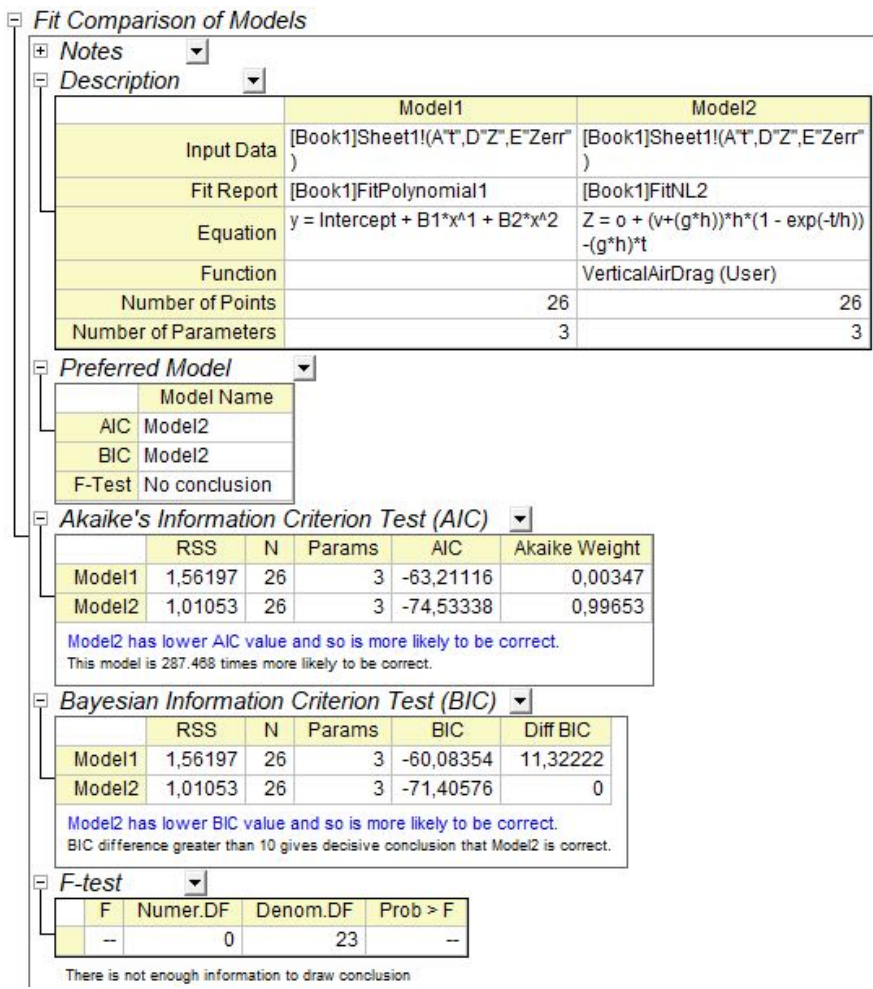 Fit Comparison of Models
Notes
Description
Model1 Model2
Input Data [Book1]Sheet1!(A"t",D"Z",E"Zerr") [Book1]Sheet1!(A"t",D"Z",E"Zerr")
Fit Report [Book1]FitPolynomial1 [Book1]FitNL2
Equation y = Intercept + B1*x^1 + B2*x^2 Z = o + (v+(g*h))*h*(1 - exp(-t/h))-(g*h)*t
Function VerticalAirDrag (User)
Number of Points 26 26
Number of Parameters 3 3
Preferred Model
Model Name
AIC Model2
BIC Model2
F-Test No conclusion
Akaike's Information Criterion Test (AIC)
RSS N Params AIC Akaike Weight
Model1 1,56197 26 3 -63,21116 0,00347
Model2 1,01053 26 3 -74,53338 0,99653
Model2 has lower AIC value and so is more likely to be correct.
This model is 287.468 times more likely to be correct.
Bayesian Information Criterion Test (BIC)
RSS N Params BIC Diff BIC
Model1 1,56197 26 3 -60,08354 11,32222
Model2 1,01053 26 3 -71,40576 0
Model2 has lower BIC value and so is more likely to be correct.
BIC difference greater than 10 gives decisive conclusion that Model2 is correct.
F-test
F Numer.DF Denom.DF Prob > F
-- 0 23 --
There is not enough information to draw conclusion